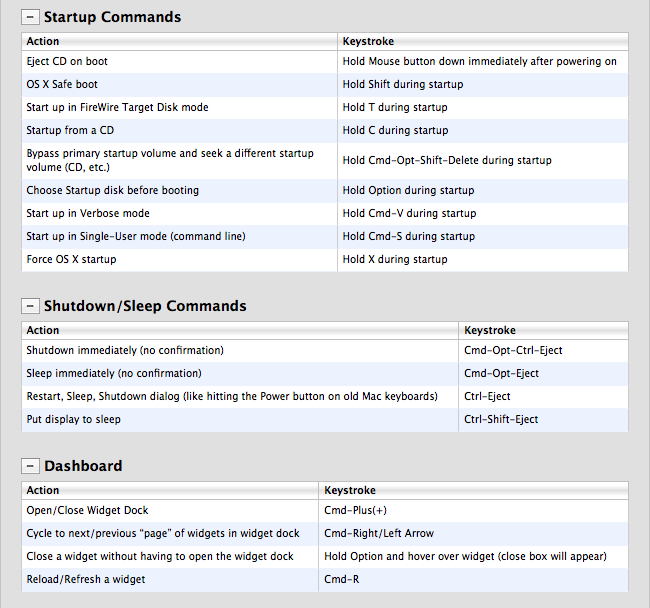 Startup Commands
Action Keystroke
Eject CD on boot Hold Mouse button down immediately after powering on
OS X Safe boot Hold Shift during startup
Start up in FireWire Target Disk mode Hold T during startup
Startup from a CD Hold C during startup
Bypass primary startup volume and seek a different startup
volume (CD, etc.) Hold Cmd-Opt-Shift-Delete during startup
Choose Startup disk before booting Hold Option during startup
Start up in Verbose mode Hold Cmd-V during startup
Start up in Single-User mode (command line) Hold Cmd-S during startup
Force OS X startup Hold X during startup
Shutdown/Sleep Commands
Action Keystroke
Shutdown immediately (no confirmation) Cmd-Opt-Ctrl-Eject
Sleep immediately (no confirmation) Cmd-Opt-Eject
Restart, Sleep, Shutdown dialog (like hitting the Power button on old Mac keyboards) Ctrl-Eject
Put display to sleep Ctrl-Shift-Eject
Dashboard
Action Keystroke
Open/Close Widget Dock Cmd-Plus(+)
Cycle to next/previous “page” of widgets in widget dock Cmd-Right/Left Arrow
Close a widget without having to open the widget dock Hold Option and hover over widget (close box will appear)
Reload/Refresh a widget Cmd-R